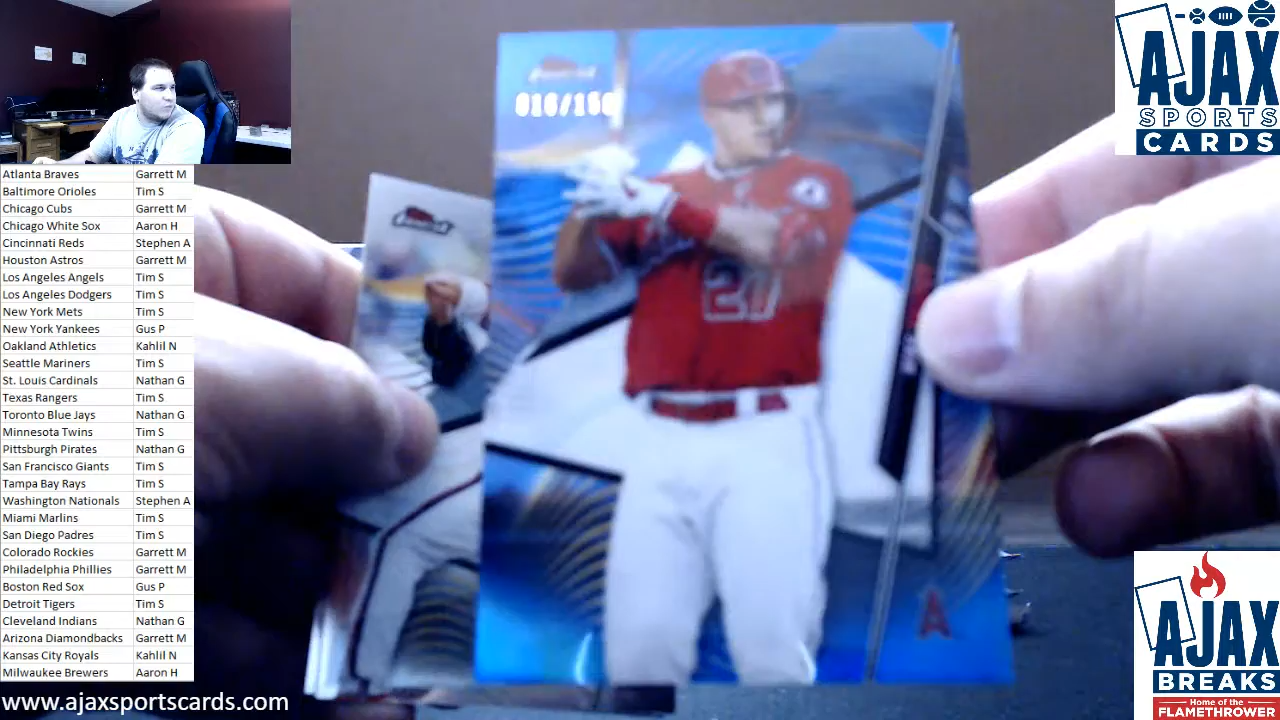 AJAX
SPORTS
CARDS
016/150
27
A
Atlanta Braves Garrett M
Baltimore Orioles Tim S
Chicago Cubs Garrett M
Chicago White Sox Aaron H
Cincinnati Reds Stephen A
Houston Astros Garrett M
Los Angeles Angels Tim S
Los Angeles Dodgers Tim S
New York Mets Tim S
New York Yankees Gus P
Oakland Athletics Kahlil N
Seattle Mariners Tim S
St. Louis Cardinals Nathan G
Texas Rangers Tim S
Toronto Blue Jays Nathan G
Minnesota Twins Tim S
Pittsburgh Pirates Nathan G
San Francisco Giants Tim S
Tampa Bay Rays Tim S
Washington Nationals Stephen A
Miami Marlins Tim S
San Diego Padres Tim S
Colorado Rockies Garrett M
Philadelphia Phillies Garrett M
Boston Red Sox Gus P
Detroit Tigers Tim S
Cleveland Indians Nathan G
Arizona Diamondbacks Garrett M
Kansas City Royals Kahlil N
Milwaukee Brewers Aaron H
www.ajaxsportscards.com
AJAX
BREAKS
Home of the
FLAMETHROWER